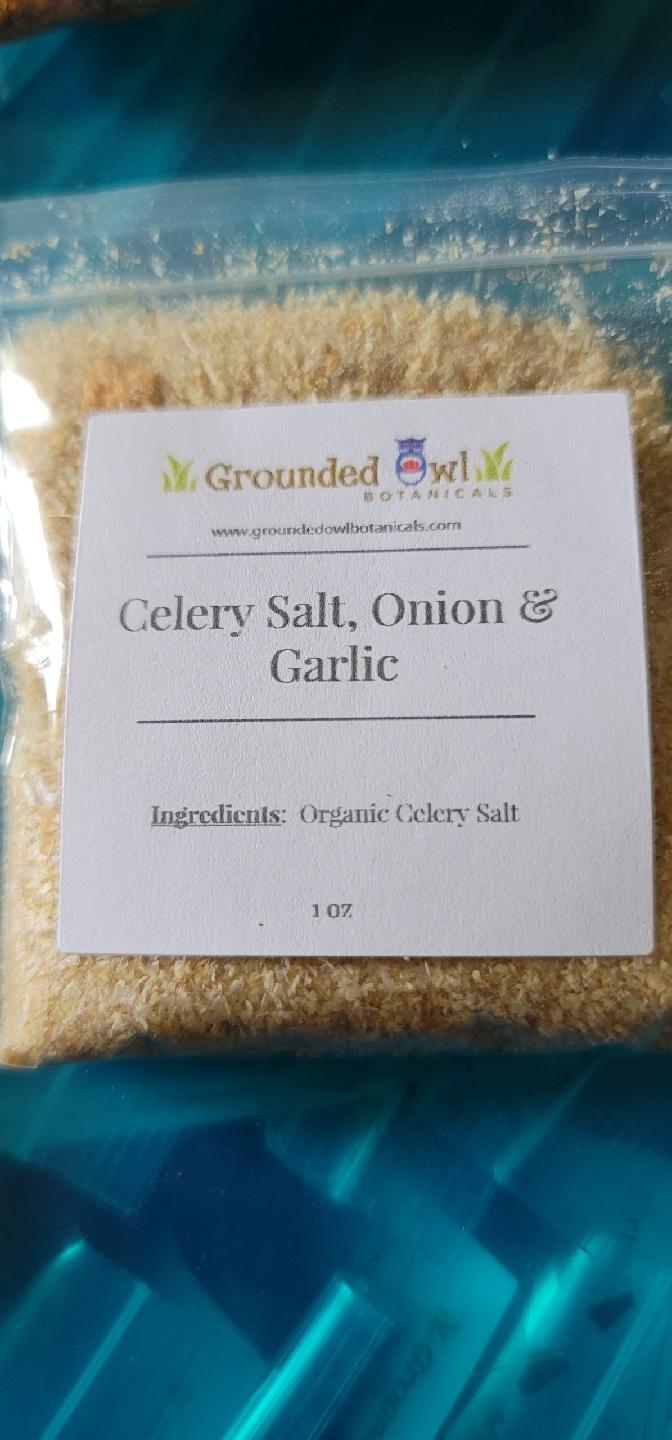 Grounded Owl
BOTANICALS
www.groundedowlbotanicals.com
Celery Salt, Onion &
Garlic
Ingredients: Organic Celery Salt
1 OZ